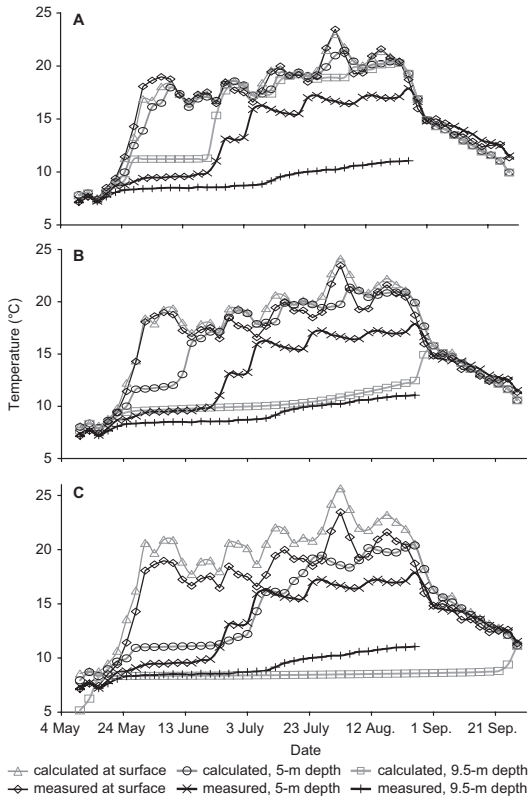 A
25
20
15
10
5
B
25
20
15
10
5
Temperature (°C)
C
25
20
15
10
5
4 May 24 May 13 June 3 July 23 July 12 Aug. 1 Sep. 21 Sep.
Date
calculated at surface calculated, 5-m depth calculated, 9.5-m depth
measured at surface measured, 5-m depth measured, 9.5-m depth